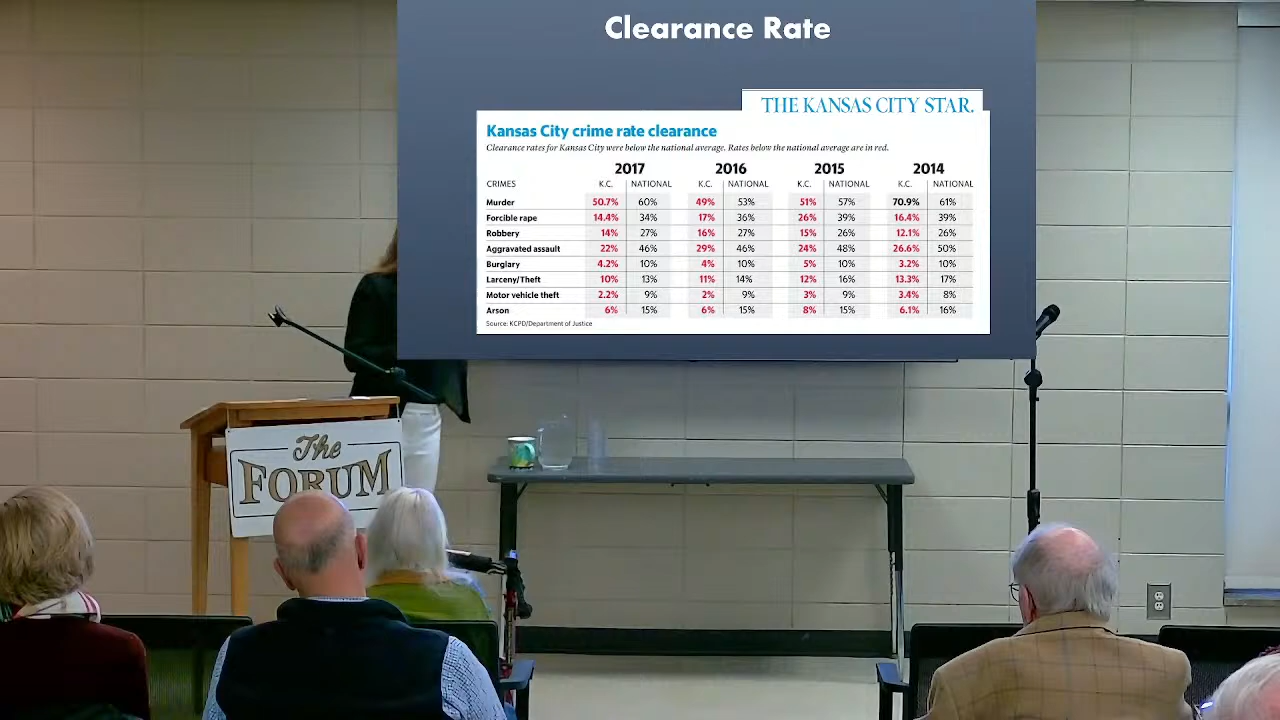 Clearance Rate
THE KANSAS CITY STAR.
Kansas City crime rate clearance
Clearance rates for Kansas City were below the national average. Rates below the national average are in red.
2017 2016 2015 2014
CRIMES K.C. NATIONAL K.C. NATIONAL K.C. NATIONAL K.C. NATIONAL
Murder 50.7% 60% 49% 53% 51% 57% 70.9% 61%
Forcible rape 14.4% 34% 17% 36% 26% 39% 16.4% 39%
Robbery 14% 27% 16% 27% 15% 26% 12.1% 26%
Aggravated assault 22% 46% 29% 46% 24% 48% 26.6% 50%
Burglary 4.2% 10% 4% 10% 5% 10% 3.2% 10%
Larceny/Theft 10% 13% 11% 14% 12% 16% 13.3% 17%
Motor vehicle theft 2.2% 9% 2% 9% 3% 9% 3.4% 8%
Arson 6% 15% 6% 15% 8% 15% 6.1% 16%
Source: KCPD/Department of Justice
The
FORUM